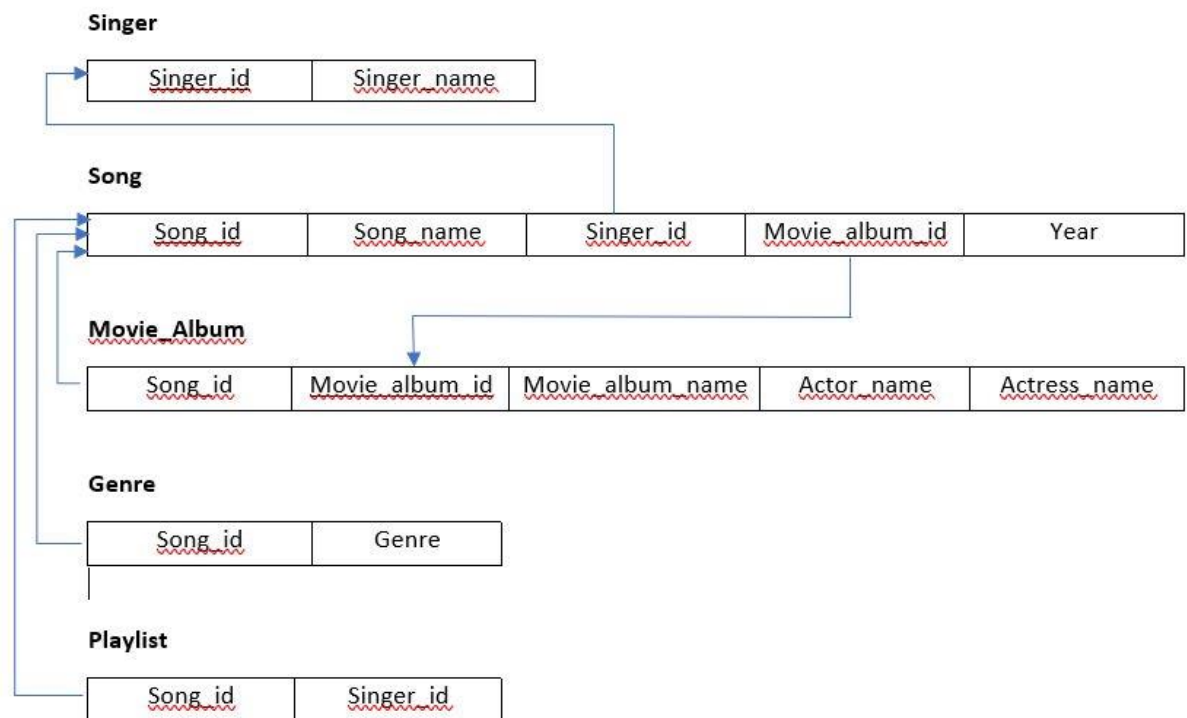 Singer
Singer_id Singer_name
Song
Song_id Song_name Singer_id Movie_album_id Year
Movie_Album
Song_id Movie_album_id Movie_album_name Actor_name Actress_name
Genre
Song_id Genre
Playlist
Song_id Singer_id